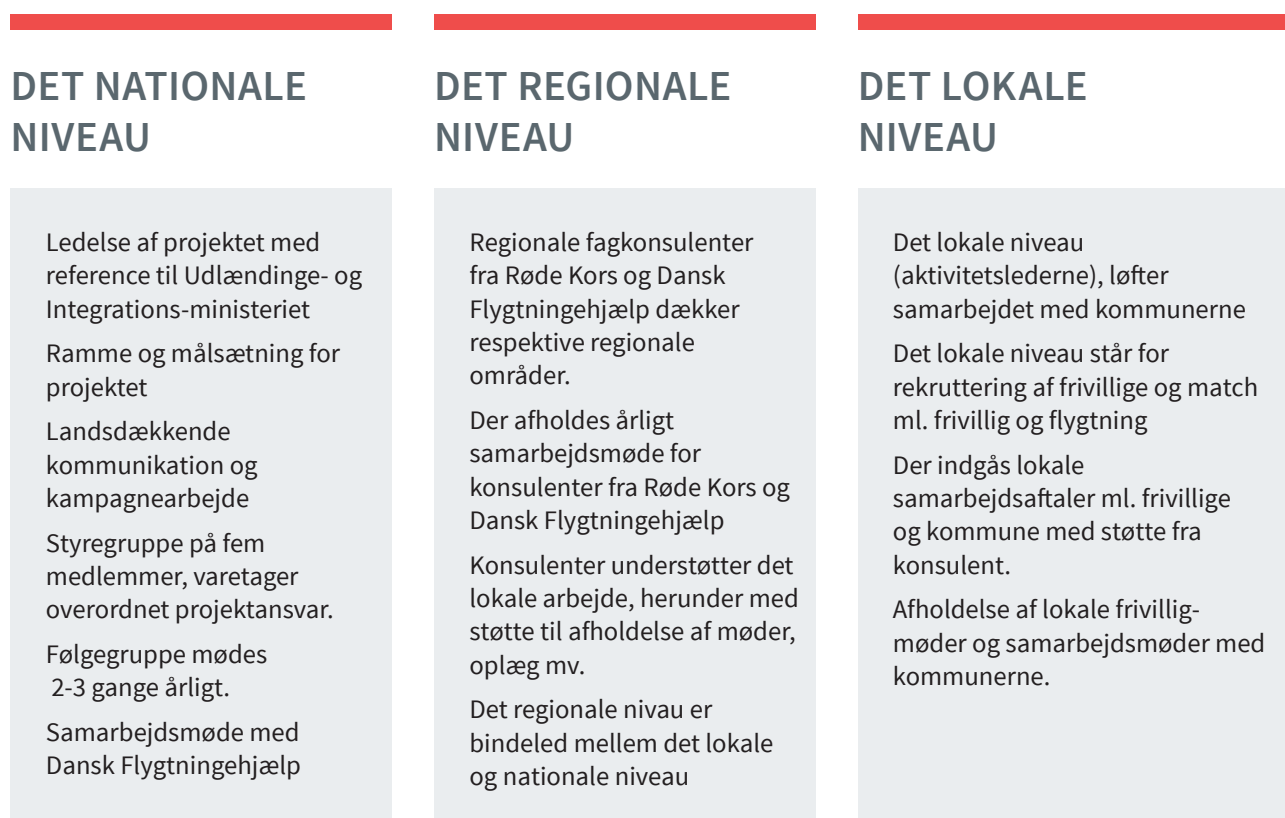 DET NATIONALE
NIVEAU
Ledelse af projektet med
reference til Udlændinge- og
Integrations-ministeriet
Ramme og målsætning for
projektet
Landsdækkende
kommunikation og
kampagnearbejde
Styregruppe på fem
medlemmer, varetager
overordnet projektansvar.
Følgegruppe mødes
2-3 gange årligt.
Samarbejdsmøde med
Dansk Flygtningehjælp
DET REGIONALE
NIVEAU
Regionale fagkonsulenter
fra Røde Kors og Dansk
Flygtningehjælp dækker
respektive regionale
områder.
Der afholdes årligt
samarbejdsmøde for
konsulenter fra Røde Kors og
Dansk Flygtningehjælp
Konsulenter understøtter det
lokale arbejde, herunder med
støtte til afholdelse af møder,
oplæg mv.
Det regionale nivau er
bindeled mellem det lokale
og nationale niveau
DET LOKALE
NIVEAU
Det lokale niveau
(aktivitetslederne), løfter
samarbejdet med kommunerne
Det lokale niveau står for
rekruttering af frivillige og match
ml. frivillig og flygtning
Der indgås lokale
samarbejdsaftaler ml. frivillige
og kommune med støtte fra
konsulent.
Afholdelse af lokale frivillig-
møder og samarbejdsmøder med
kommunerne.